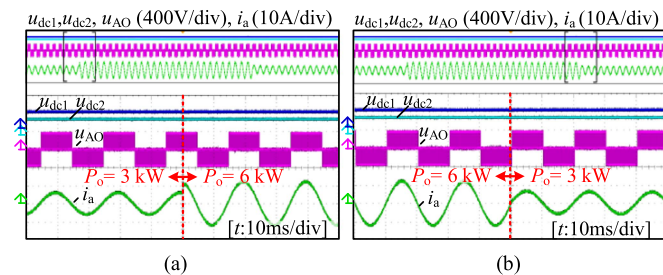 u_dc1,u_dc2, u_AO (400V/div), i_a (10A/div)
u_dc1 u_dc2
u_AO
P_o= 3 kW P_o= 6 kW
i_a
[t:10ms/div]
(a)
u_dc1,u_dc2, u_AO (400V/div), i_a (10A/div)
u_dc1 u_dc2
u_AO
P_o= 6 kW P_o= 3 kW
i_a
[t:10ms/div]
(b)